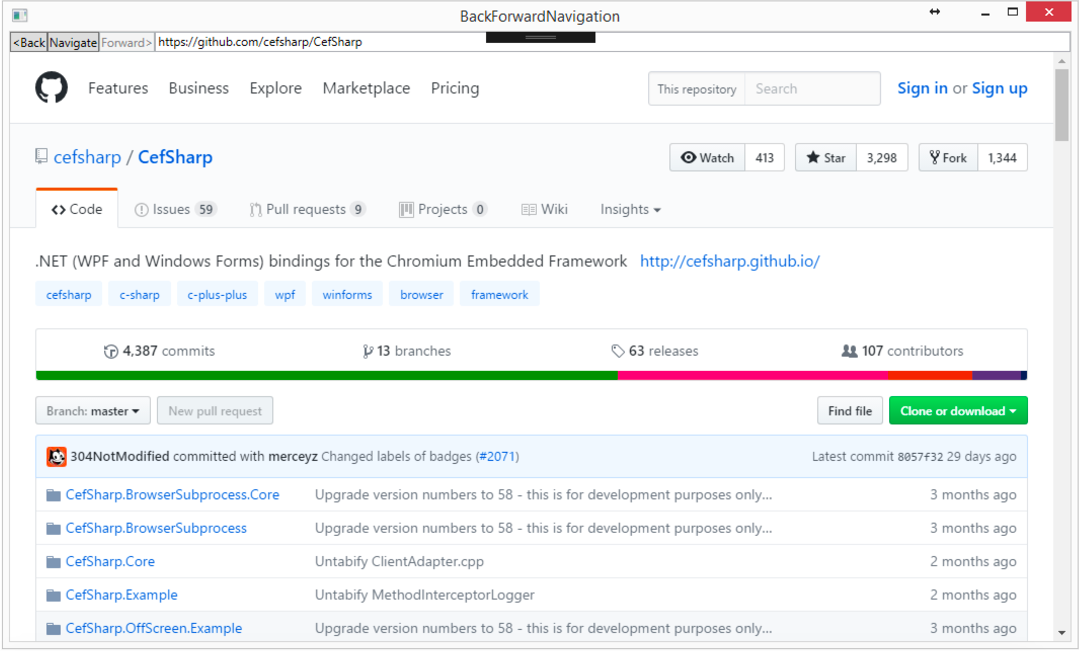 BackForwardNavigation
<Back Navigate Forward> https://github.com/cefsharp/CefSharp
Features Business Explore Marketplace Pricing This repository Search Sign in or Sign up
cefsharp / CefSharp Watch 413 Star 3,298 Fork 1,344
Code Issues 59 Pull requests 9 Projects 0 Wiki Insights
.NET (WPF and Windows Forms) bindings for the Chromium Embedded Framework http://cefsharp.github.io/
cefsharp c-sharp c-plus-plus wpf winforms browser framework
4,387 commits 13 branches 63 releases 107 contributors
Branch: master New pull request Find file Clone or download
304NotModified committed with merceyz Changed labels of badges (#2071) Latest commit 8057f32 29 days ago
CefSharp.BrowserSubprocess.Core Upgrade version numbers to 58 - this is for development purposes only... 3 months ago
CefSharp.BrowserSubprocess Upgrade version numbers to 58 - this is for development purposes only... 3 months ago
CefSharp.Core Untabify ClientAdapter.cpp 2 months ago
CefSharp.Example Untabify MethodInterceptorLogger 2 months ago
CefSharp.OffScreen.Example Upgrade version numbers to 58 - this is for development purposes only... 3 months ago